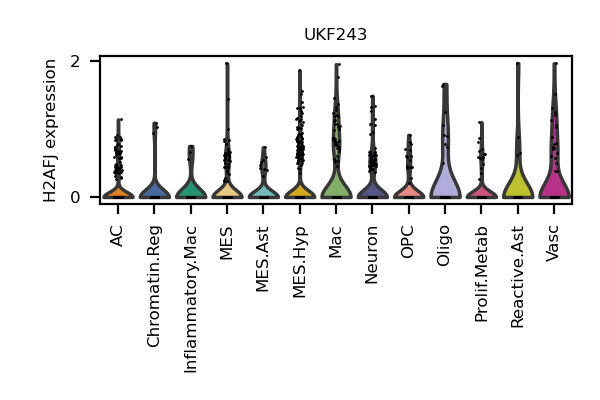 UKF243
H2AFJ expression
2
0
AC
Chromatin.Reg
Inflammatory.Mac
MES
MES.Ast
MES.Hyp
Mac
Neuron
OPC
Oligo
Prolif.Metab
Reactive.Ast
Vasc